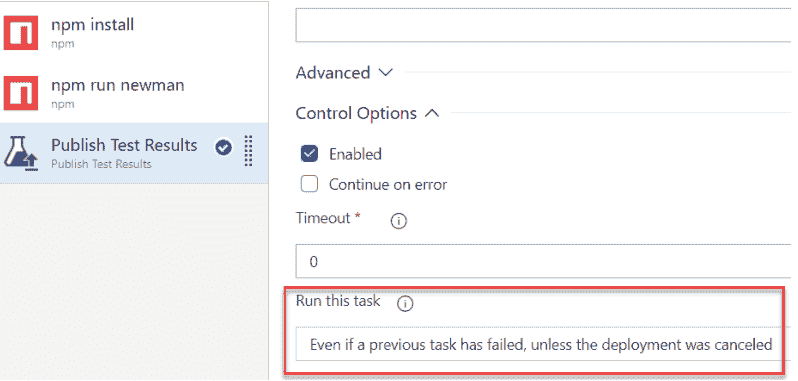 npm install
npm
npm run newman
npm
Publish Test Results
Publish Test Results
Advanced
Control Options
Enabled
Continue on error
Timeout *
0
Run this task
Even if a previous task has failed, unless the deployment was canceled